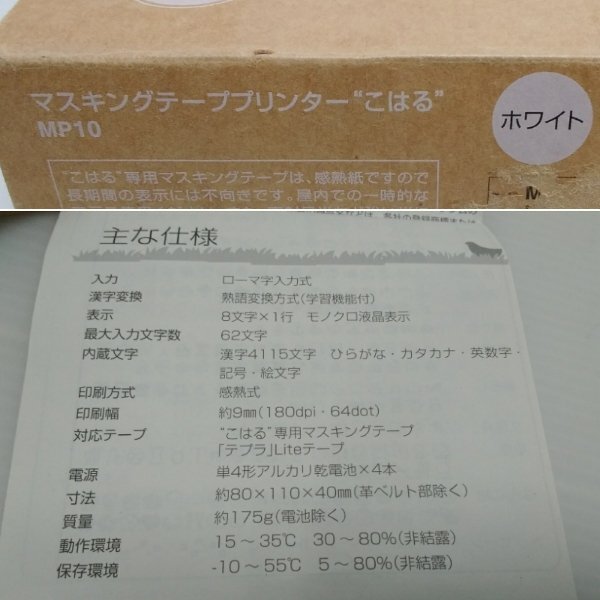 マスキングテーププリンター"こはる"
MP10
ホワイト
"こはる"専用マスキングテープは、感熱紙ですので
長期間の表示には不向きです。屋内での一時的な
M
主な仕様
入力 ローマ字入力式
漢字変換 熟語変換方式(学習機能付)
表示 8文字×1行 モノクロ液晶表示
最大入力文字数 62文字
内蔵文字 漢字4115文字 ひらがな・カタカナ・英数字・
記号・絵文字
印刷方式 感熱式
印刷幅 約9㎜(180dpi・64dot)
対応テープ "こはる"専用マスキングテープ
「テプラ」Liteテープ
電源 単4形アルカリ乾電池×4本
寸法 約80×110×40㎜(革ベルト部除く)
質量 約175g(電池除く)
動作環境 15～35℃ 30～80%(非結露)
保存環境 -10～55℃ 5～80%(非結露)